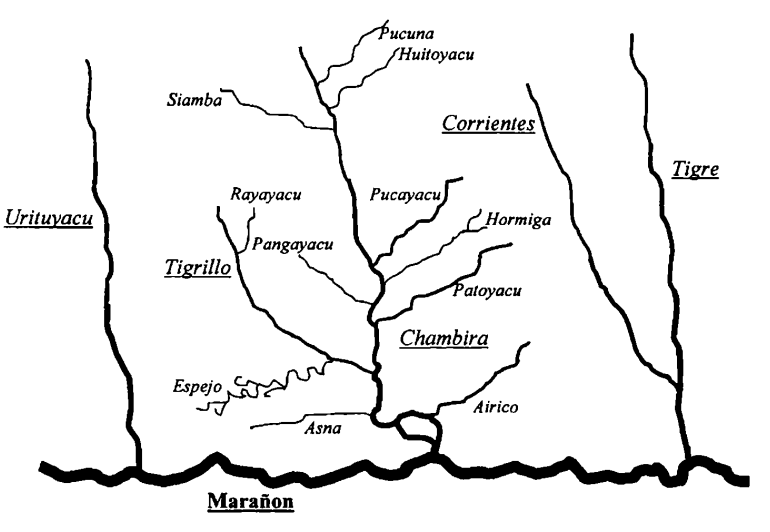 Pucuna
Huitoyacu
Siamba
Corrientes
Tigre
Rayayacu
Pucayacu
Urituyacu
Hormiga
Pangayacu
Tigrillo
Patoyacu
Chambira
Espejo
Airico
Asna
Marañon